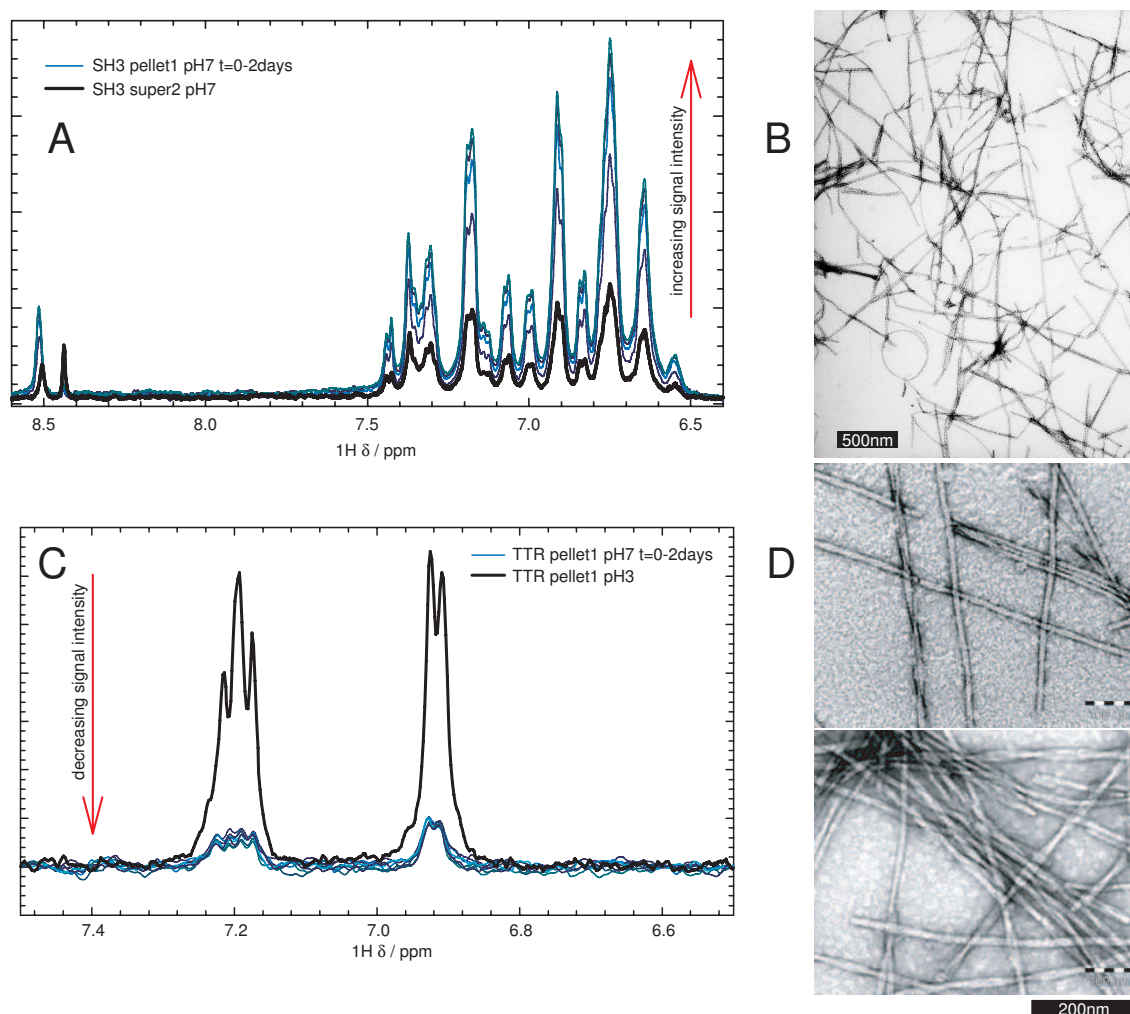 SH3 pellet1 pH7 t=0-2days
SH3 super2 pH7
A
increasing signal intensity
8.5 8.0 7.5 7.0 6.5
1H δ / ppm
B
500nm
C
TTR pellet1 pH7 t=0-2days
TTR pellet1 pH3
decreasing signal intensity
7.4 7.2 7.0 6.8 6.6
1H δ / ppm
D
200nm